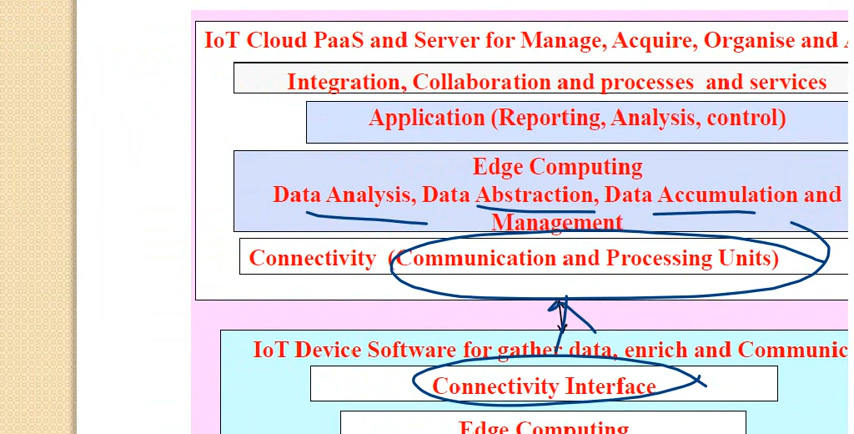 IoT Cloud PaaS and Server for Manage, Acquire, Organise and
Integration, Collaboration and processes and services
Application (Reporting, Analysis, control)
Edge Computing
Data Analysis, Data Abstraction, Data Accumulation and
Management
Connectivity (Communication and Processing Units)
IoT Device Software for gather data, enrich and Communic
Connectivity Interface
Edge Computing